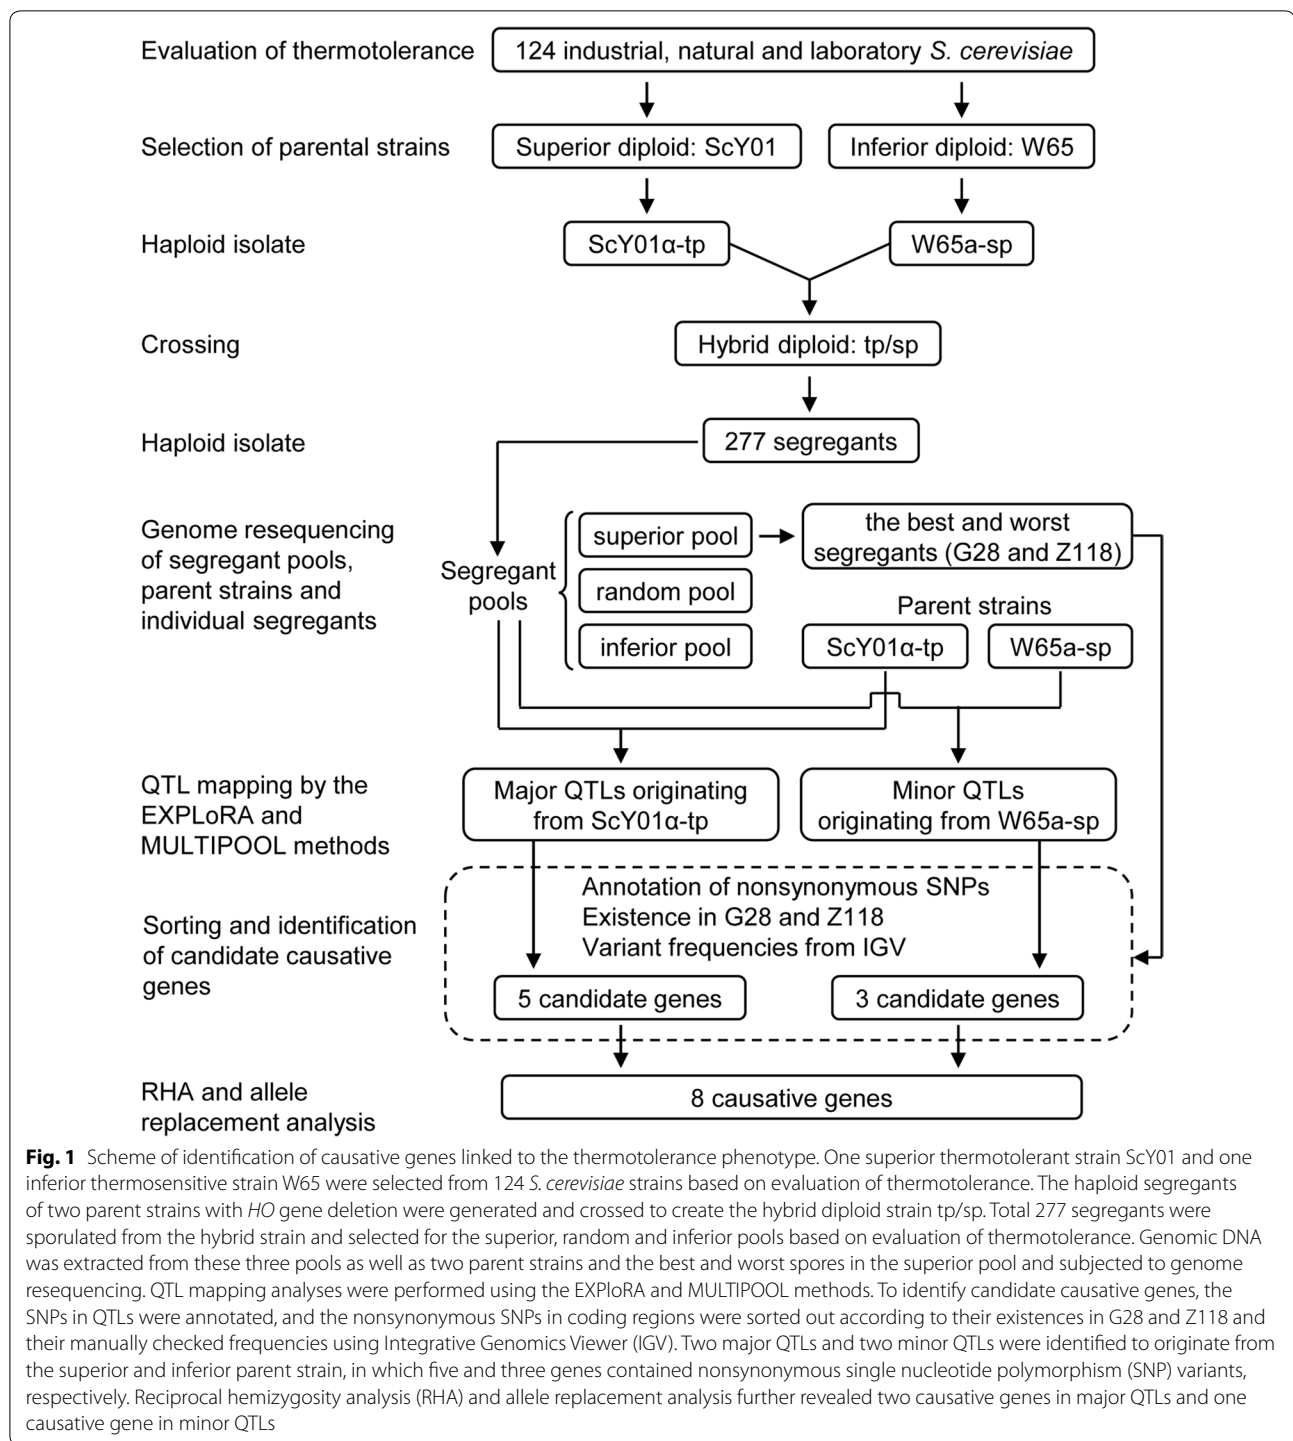 Evaluation of thermotolerance
124 industrial, natural and laboratory S. cerevisiae
Selection of parental strains
Superior diploid: ScY01
Inferior diploid: W65
Haploid isolate
ScY01α-tp
W65a-sp
Crossing
Hybrid diploid: tp/sp
Haploid isolate
277 segregants
Genome resequencing
of segregant pools,
parent strains and
individual segregants
Segregant
pools
superior pool
random pool
inferior pool
the best and worst
segregants (G28 and Z118)
Parent strains
ScY01α-tp
W65a-sp
QTL mapping by the
EXPLoRA and
MULTIPOOL methods
Major QTLs originating
from ScY01α-tp
Minor QTLs
originating from W65a-sp
Sorting and identification
of candidate causative
genes
Annotation of nonsynonymous SNPs
Existence in G28 and Z118
Variant frequencies from IGV
5 candidate genes
3 candidate genes
RHA and allele
replacement analysis
8 causative genes
Fig. 1 Scheme of identification of causative genes linked to the thermotolerance phenotype. One superior thermotolerant strain ScY01 and one
inferior thermosensitive strain W65 were selected from 124 S. cerevisiae strains based on evaluation of thermotolerance. The haploid segregants
of two parent strains with HO gene deletion were generated and crossed to create the hybrid diploid strain tp/sp. Total 277 segregants were
sporulated from the hybrid strain and selected for the superior, random and inferior pools based on evaluation of thermotolerance. Genomic DNA
was extracted from these three pools as well as two parent strains and the best and worst spores in the superior pool and subjected to genome
resequencing. QTL mapping analyses were performed using the EXPloRA and MULTIPOOL methods. To identify candidate causative genes, the
SNPs in QTLs were annotated, and the nonsynonymous SNPs in coding regions were sorted out according to their existences in G28 and Z118 and
their manually checked frequencies using Integrative Genomics Viewer (IGV). Two major QTLs and two minor QTLs were identified to originate from
the superior and inferior parent strain, in which five and three genes contained nonsynonymous single nucleotide polymorphism (SNP) variants,
respectively. Reciprocal hemizygosity analysis (RHA) and allele replacement analysis further revealed two causative genes in major QTLs and one
causative gene in minor QTLs